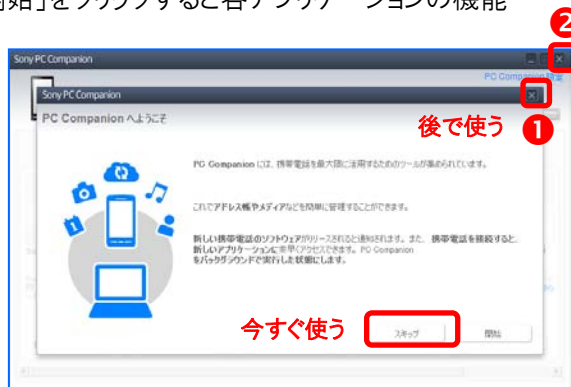 始」をクリックすると各アプリケーションの機能
❷
Sony PC Companion
PC Companion 設定
Sony PC Companion
PC Companion へようこそ
後で使う ❶
PC Companion には、携帯電話を最大限に活用するためのツールが集められています。
これでアドレス帳やメディアなどを簡単に管理することができます。
新しい携帯電話のソフトウェアがリリースされると通知されます。また、携帯電話を接続すると、
新しいアプリケーションに素早くアクセスできます。PC Companion
をバックグラウンドで実行した状態にします。
今すぐ使う
スキップ
開始